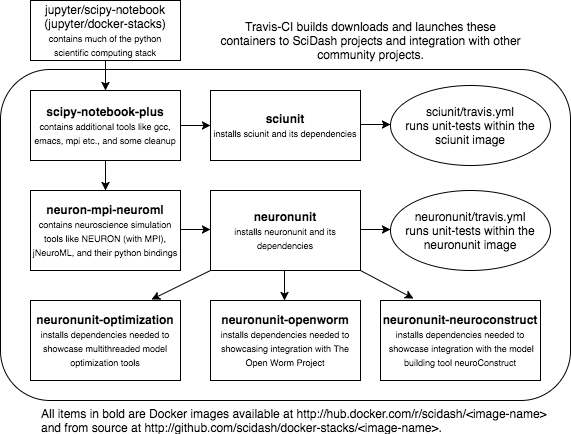 jupyter/scipy-notebook
(jupyter/docker-stacks)
contains much of the python
scientific computing stack
Travis-CI builds downloads and launches these
containers to SciDash projects and integration with other
community projects.
scipy-notebook-plus
contains additional tools like gcc,
emacs, mpi etc., and some cleanup
sciunit
installs sciunit and its dependencies
sciunit/travis.yml
runs unit-tests within the
sciunit image
neuron-mpi-neuroml
contains neuroscience simulation
tools like NEURON (with MPI),
jNeuroML, and their python bindings
neuronunit
installs neuronunit and its
dependencies
neuronunit/travis.yml
runs unit-tests within the
neuronunit image
neuronunit-optimization
installs dependencies needed to
showcase multithreaded model
optimization tools
neuronunit-openworm
installs dependencies needed to
showcasing integration with The
Open Worm Project
neuronunit-neuroconstruct
installs dependencies needed to
showcase integration with the model
building tool neuroConstruct
All items in bold are Docker images available at http://hub.docker.com/r/scidash/<image-name>
and from source at http://github.com/scidash/docker-stacks/<image-name>.